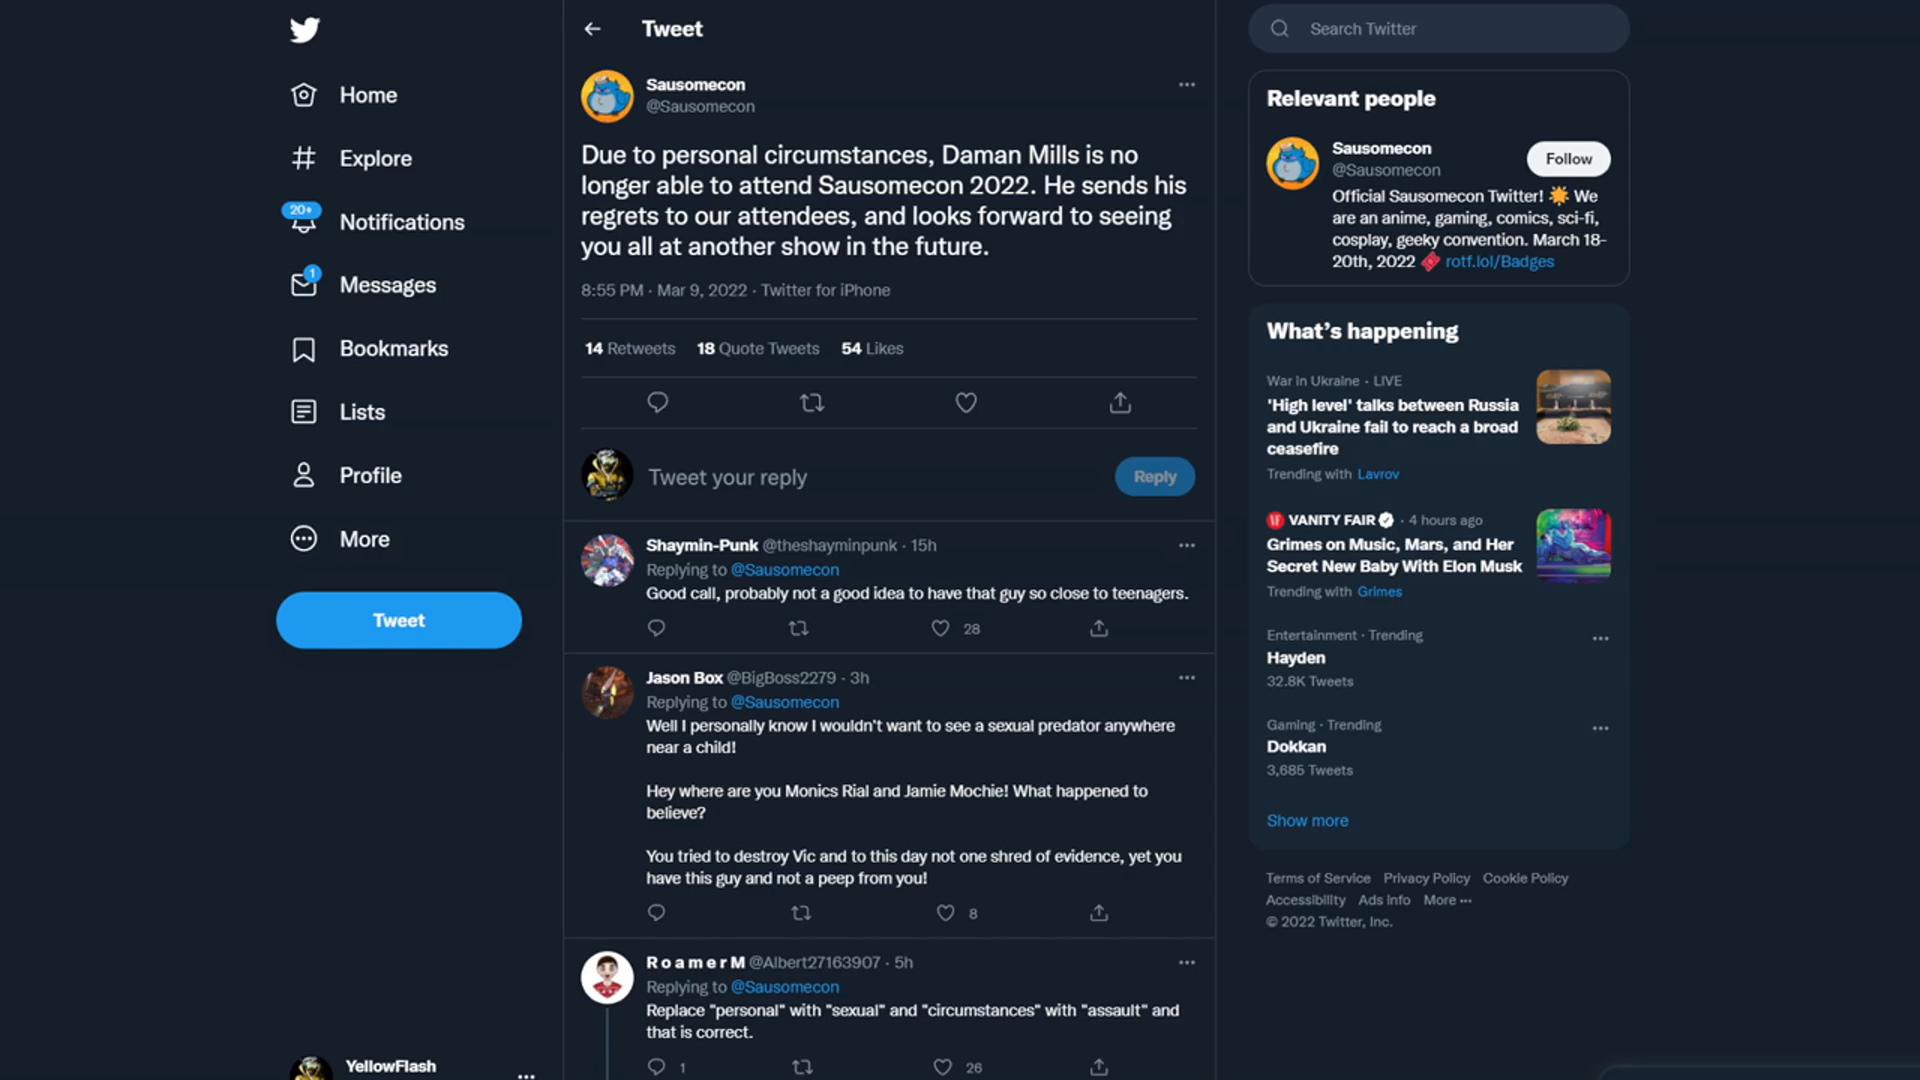 Home
Explore
20+
Notifications
1
Messages
Bookmarks
Lists
Profile
More
Tweet
YellowFlash
Tweet
Sausomecon
@Sausomecon
Due to personal circumstances, Daman Mills is no
longer able to attend Sausomecon 2022. He sends his
regrets to our attendees, and looks forward to seeing
you all at another show in the future.
8:55 PM · Mar 9, 2022 · Twitter for iPhone
14 Retweets 18 Quote Tweets 54 Likes
Tweet your reply
Reply
Shaymin-Punk @theshayminpunk · 15h
Replying to @Sausomecon
Good call, probably not a good idea to have that guy so close to teenagers.
28
Jason Box @BigBoss2279 · 3h
Replying to @Sausomecon
Well I personally know I wouldn't want to see a sexual predator anywhere
near a child!
Hey where are you Monics Rial and Jamie Mochie! What happened to
believe?
You tried to destroy Vic and to this day not one shred of evidence, yet you
have this guy and not a peep from you!
8
R o a m e r M @Albert27163907 · 5h
Replying to @Sausomecon
Replace "personal" with "sexual" and "circumstances" with "assault" and
that is correct.
1 26
Search Twitter
Relevant people
Sausomecon
@Sausomecon
Follow
Official Sausomecon Twitter! 🌟 We
are an anime, gaming, comics, sci-fi,
cosplay, geeky convention. March 18-
20th, 2022 🎟️ rotf.lol/Badges
What's happening
War in Ukraine · LIVE
'High level' talks between Russia
and Ukraine fail to reach a broad
ceasefire
Trending with Lavrov
VANITY FAIR · 4 hours ago
Grimes on Music, Mars, and Her
Secret New Baby With Elon Musk
Trending with Grimes
Entertainment · Trending
Hayden
32.8K Tweets
Gaming · Trending
Dokkan
3,685 Tweets
Show more
Terms of Service Privacy Policy Cookie Policy
Accessibility Ads info More ···
© 2022 Twitter, Inc.